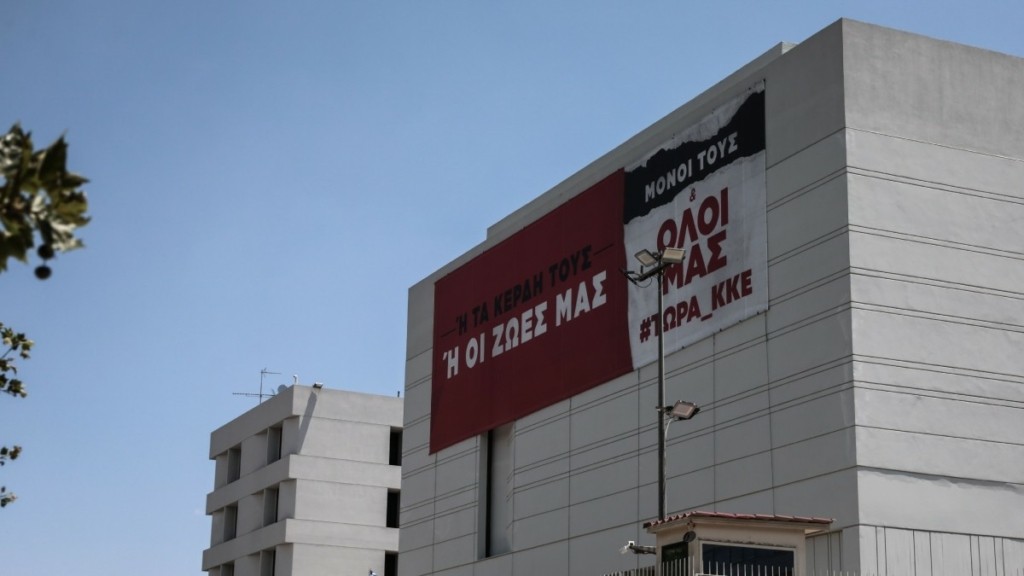 Ή ΤΑ ΚΕΡΔΗ ΤΟΥΣ
Ή ΟΙ ΖΩΕΣ ΜΑΣ
ΜΟΝΟΙ ΤΟΥΣ
&
ΟΛΟΙ
ΜΑΣ
#ΤΩΡΑ_ΚΚΕ